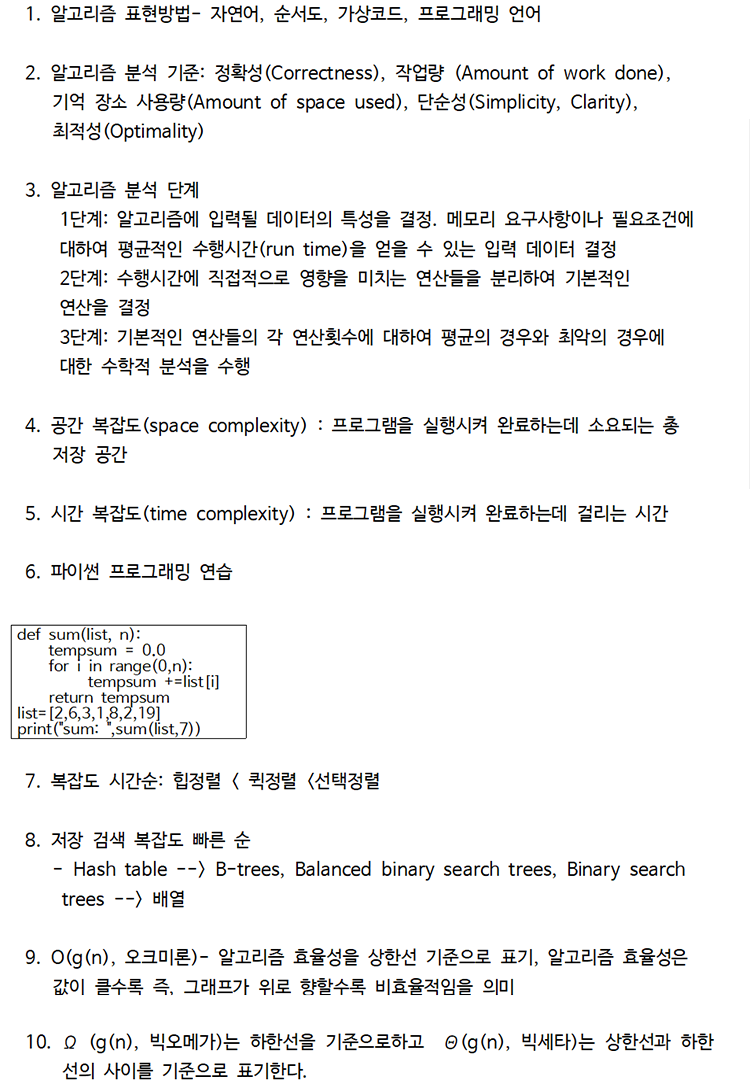 1. 알고리즘 표현방법- 자연어, 순서도, 가상코드, 프로그래밍 언어
2. 알고리즘 분석 기준: 정확성(Correctness), 작업량 (Amount of work done),
기억 장소 사용량(Amount of space used), 단순성(Simplicity, Clarity),
최적성(Optimality)
3. 알고리즘 분석 단계
1단계: 알고리즘에 입력될 데이터의 특성을 결정. 메모리 요구사항이나 필요조건에
대하여 평균적인 수행시간(run time)을 얻을 수 있는 입력 데이터 결정
2단계: 수행시간에 직접적으로 영향을 미치는 연산들을 분리하여 기본적인
연산을 결정
3단계: 기본적인 연산들의 각 연산횟수에 대하여 평균의 경우와 최악의 경우에
대한 수학적 분석을 수행
4. 공간 복잡도(space complexity) : 프로그램을 실행시켜 완료하는데 소요되는 총
저장 공간
5. 시간 복잡도(time complexity) : 프로그램을 실행시켜 완료하는데 걸리는 시간
6. 파이썬 프로그래밍 연습
def sum(list, n):
tempsum = 0.0
for i in range(0,n):
tempsum +=list[i]
return tempsum
list=[2,6,3,1,8,2,19]
print("sum: ",sum(list,7))
7. 복잡도 시간순: 힙정렬 < 퀵정렬 <선택정렬
8. 저장 검색 복잡도 빠른 순
- Hash table --> B-trees, Balanced binary search trees, Binary search
trees --> 배열
9. O(g(n), 오크미론)- 알고리즘 효율성을 상한선 기준으로 표기, 알고리즘 효율성은
값이 클수록 즉, 그래프가 위로 향할수록 비효율적임을 의미
10. Ω (g(n), 빅오메가)는 하한선을 기준으로하고 Θ(g(n), 빅세타)는 상한선과 하한
선의 사이를 기준으로 표기한다.